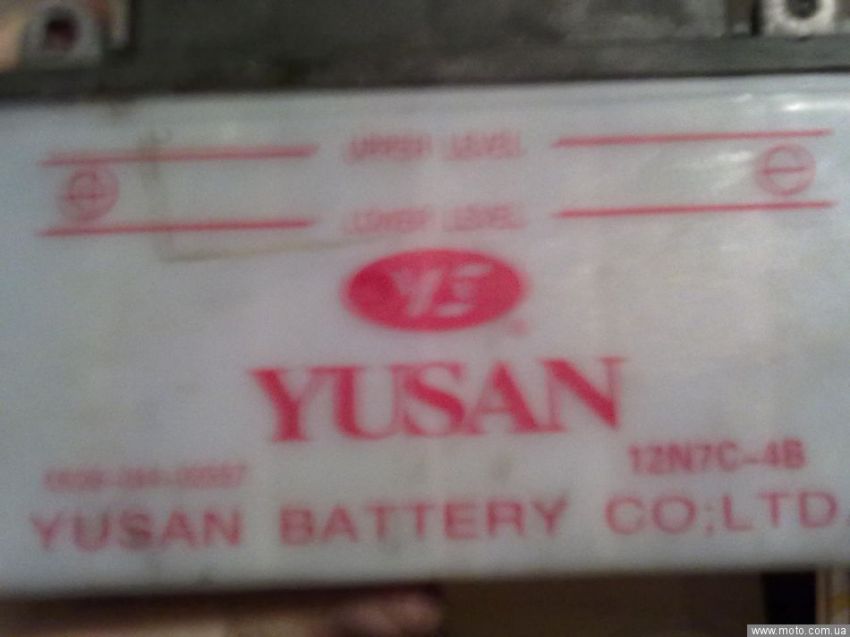 UPPER LEVEL
LOWER LEVEL
YUSAN
12N7C-4B
YUSAN BATTERY CO;LTD.
www.moto.com.ua